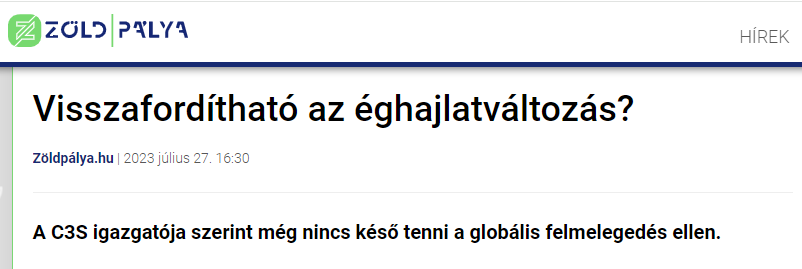 ZÖLD PÁLYA
HÍREK
Visszafordítható az éghajlatváltozás?
Zöldpálya.hu | 2023 július 27. 16:30
A C3S igazgatója szerint még nincs késő tenni a globális felmelegedés ellen.